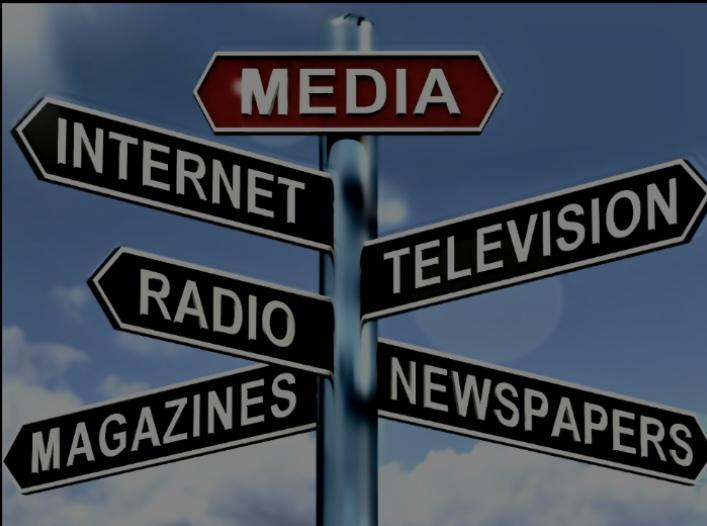 MEDIA
INTERNET
TELEVISION
RADIO
NEWSPAPERS
MAGAZINES